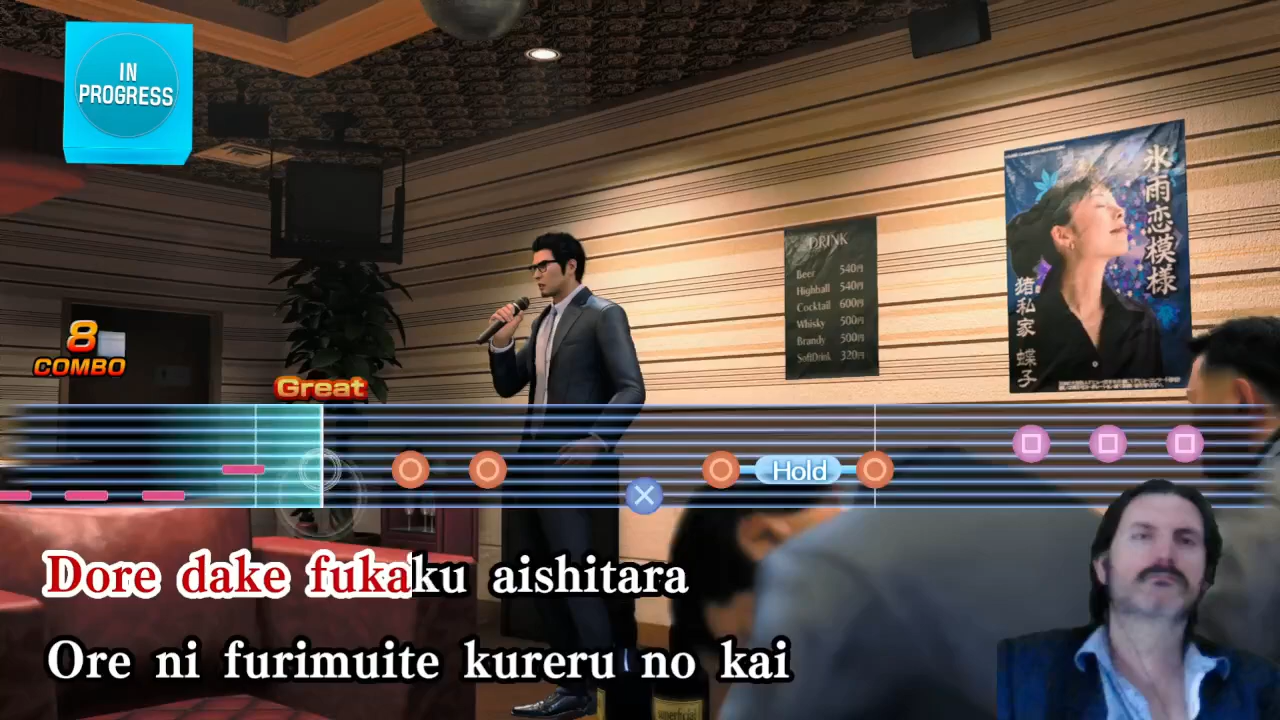 IN
PROGRESS
氷雨恋模様
猪私家 蝶子
DRINK
Beer 540円
Highball 540円
Cocktail 600円
Whisky 500円
Brandy 500円
SoftDrink 320円
8
COMBO
Great
Hold
Dore dake fukaku aishitara
Ore ni furimuite kureru no kai